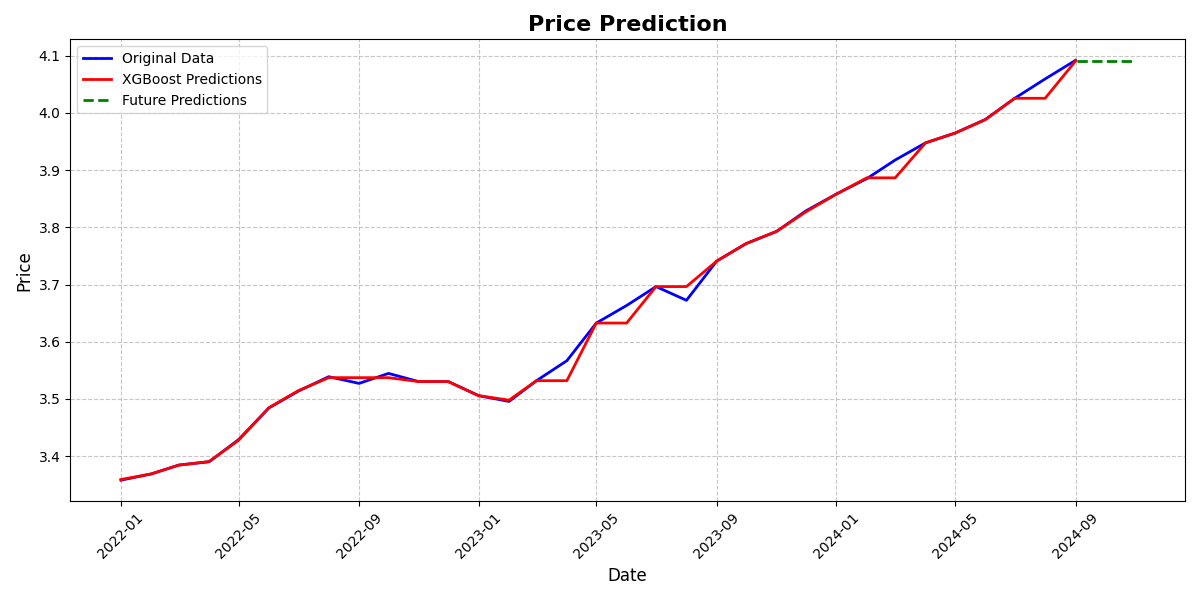 Price Prediction
Original Data
XGBoost Predictions
Future Predictions
Price
4.1
4.0
3.9
3.8
3.7
3.6
3.5
3.4
2022-01
2022-05
2022-09
2023-01
2023-05
2023-09
2024-01
2024-05
2024-09
Date